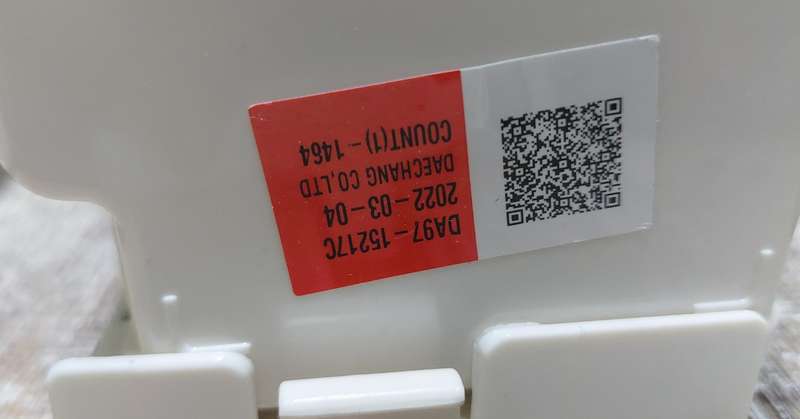 DA97-15217C
2022-03-04
DAECHANG CO,LTD
COUNT(1)-1464